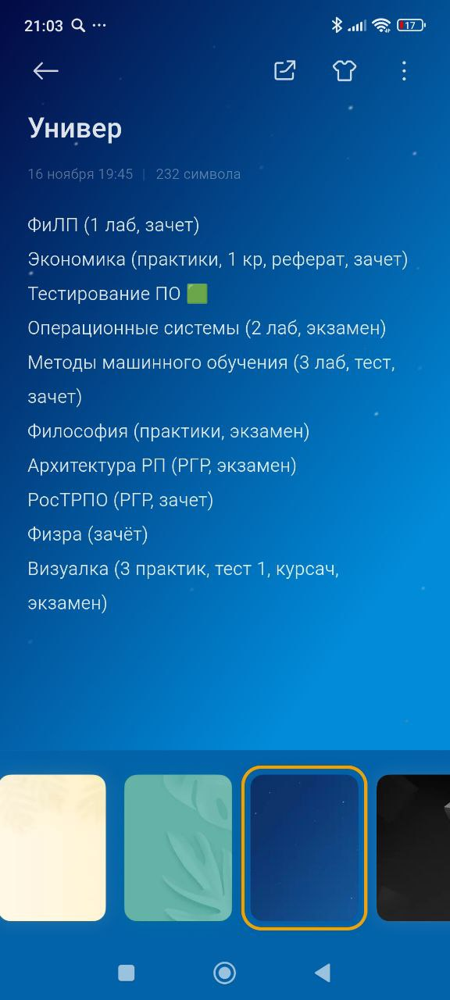 21:03 17
Универ
16 ноября 19:45 | 232 символа
ФиЛП (1 лаб, зачет)
Экономика (практики, 1 кр, реферат, зачет)
Тестирование ПО 🟩
Операционные системы (2 лаб, экзамен)
Методы машинного обучения (3 лаб, тест,
зачет)
Философия (практики, экзамен)
Архитектура РП (РГР, экзамен)
РосТРПО (РГР, зачет)
Физра (зачёт)
Визуалка (3 практик, тест 1, курсач,
экзамен)